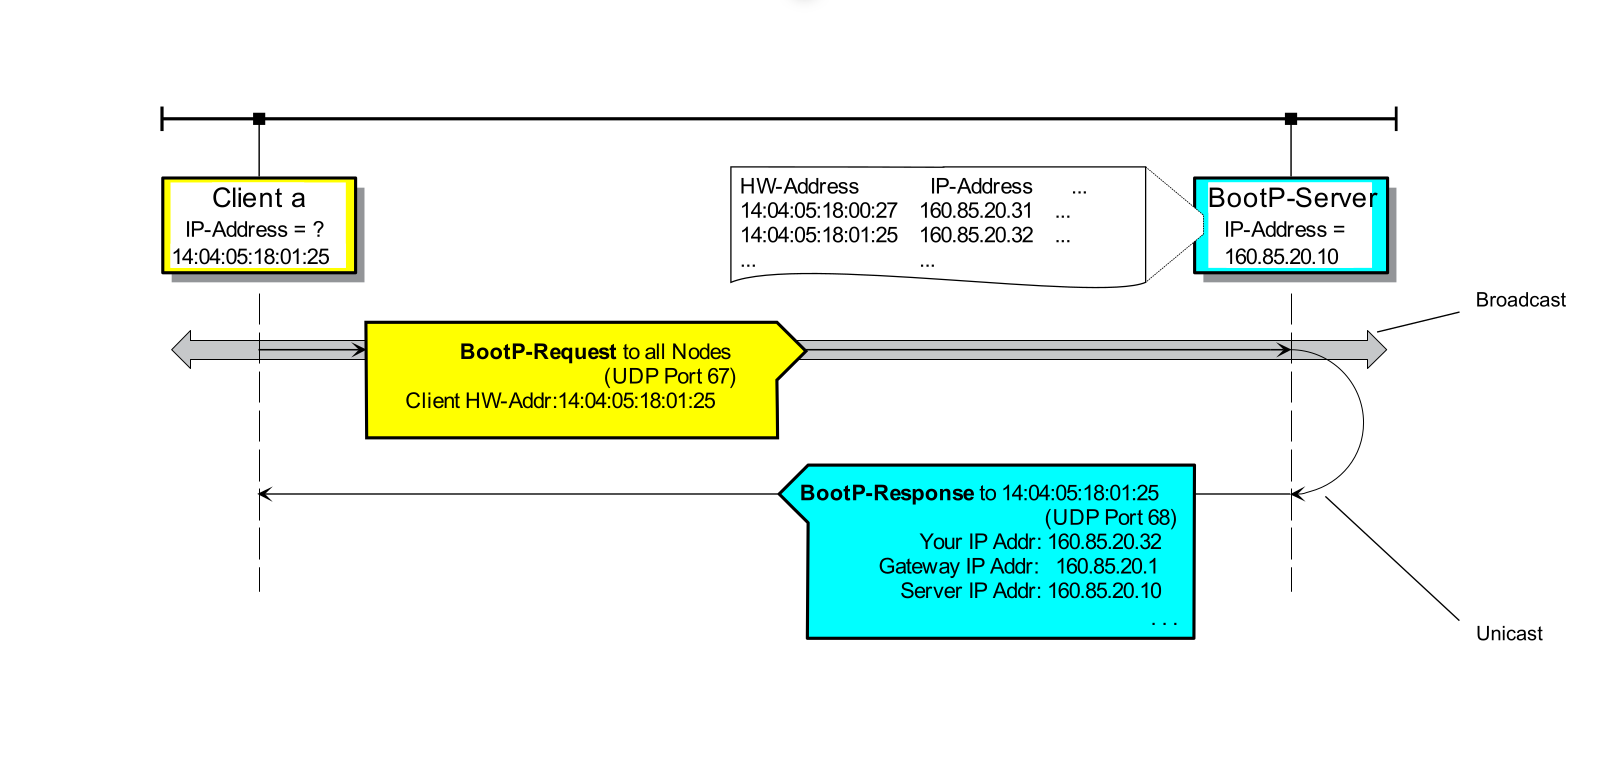 Client a
IP-Address = ?
14:04:05:18:01:25
HW-Address IP-Address ...
14:04:05:18:00:27 160.85.20.31 ...
14:04:05:18:01:25 160.85.20.32 ...
... ...
BootP-Server
IP-Address =
160.85.20.10
Broadcast
BootP-Request to all Nodes
(UDP Port 67)
Client HW-Addr:14:04:05:18:01:25
BootP-Response to 14:04:05:18:01:25
(UDP Port 68)
Your IP Addr: 160.85.20.32
Gateway IP Addr: 160.85.20.1
Server IP Addr: 160.85.20.10
. . .
Unicast